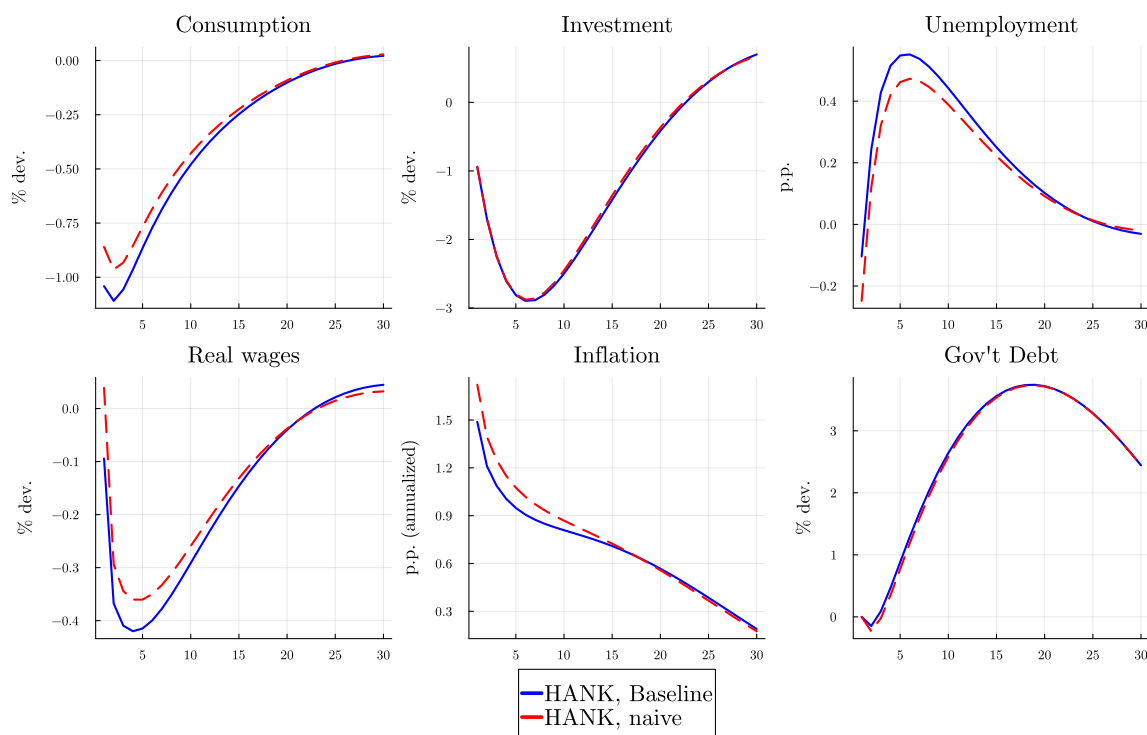 Consumption
Investment
Unemployment
% dev.
0.00
−0.25
−0.50
−0.75
−1.00
5 10 15 20 25 30
% dev.
0
−1
−2
−3
5 10 15 20 25 30
p.p.
0.4
0.2
0.0
−0.2
5 10 15 20 25 30
Real wages
Inflation
Gov't Debt
% dev.
0.0
−0.1
−0.2
−0.3
−0.4
5 10 15 20 25 30
p.p. (annualized)
1.5
1.2
0.9
0.6
0.3
5 10 15 20 25 30
% dev.
3
2
1
0
5 10 15 20 25 30
HANK, Baseline
HANK, naive